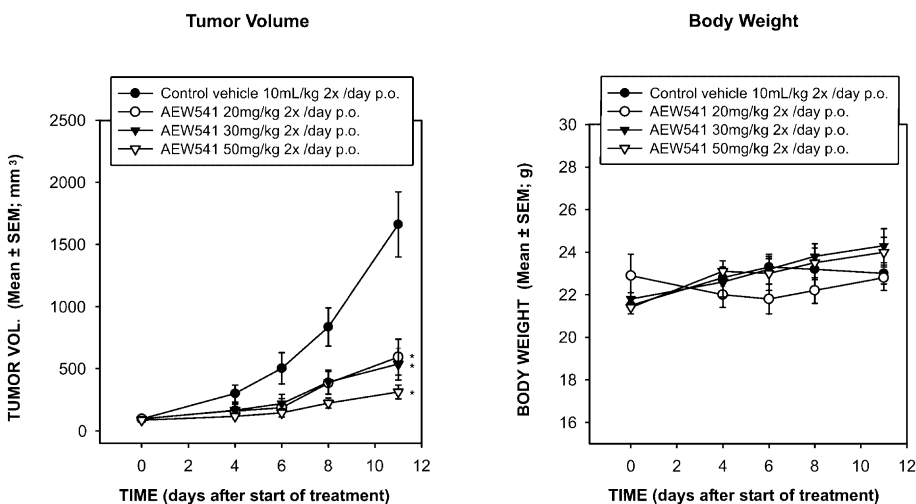 Tumor Volume
Control vehicle 10mL/kg 2x /day p.o.
AEW541 20mg/kg 2x /day p.o.
AEW541 30mg/kg 2x /day p.o.
AEW541 50mg/kg 2x /day p.o.
TUMOR VOL. (Mean ± SEM; mm³)
2500
2000
1500
1000
500
0
*
*
*
0 2 4 6 8 10 12
TIME (days after start of treatment)
Body Weight
Control vehicle 10mL/kg 2x /day p.o.
AEW541 20mg/kg 2x /day p.o.
AEW541 30mg/kg 2x /day p.o.
AEW541 50mg/kg 2x /day p.o.
BODY WEIGHT (Mean ± SEM; g)
30
28
26
24
22
20
18
16
0 2 4 6 8 10 12
TIME (days after start of treatment)